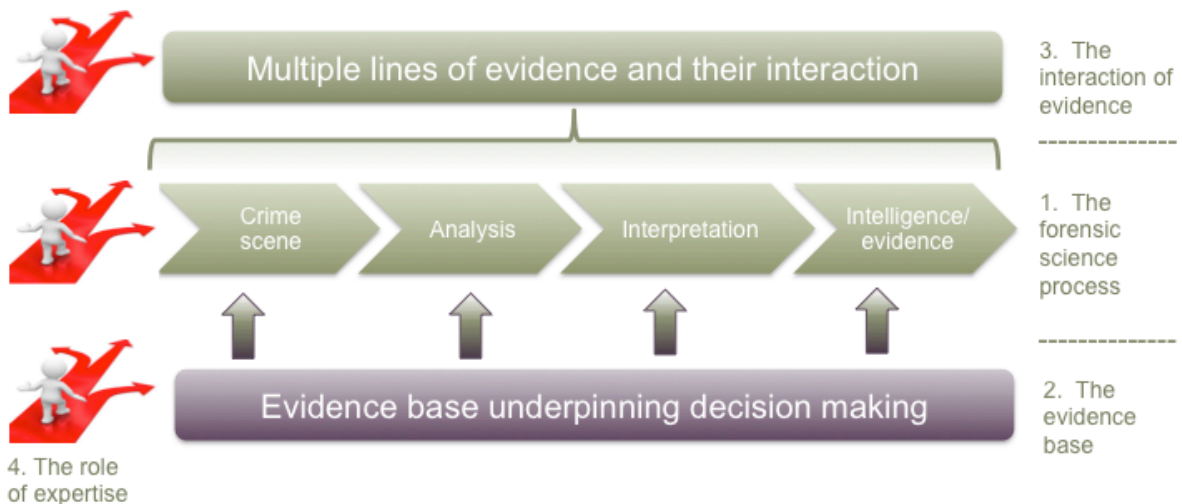 Multiple lines of evidence and their interaction
3. The
interaction of
evidence
Crime
scene
Analysis
Interpretation
Intelligence/
evidence
1. The
forensic
science
process
Evidence base underpinning decision making
2. The
evidence
base
4. The role
of expertise